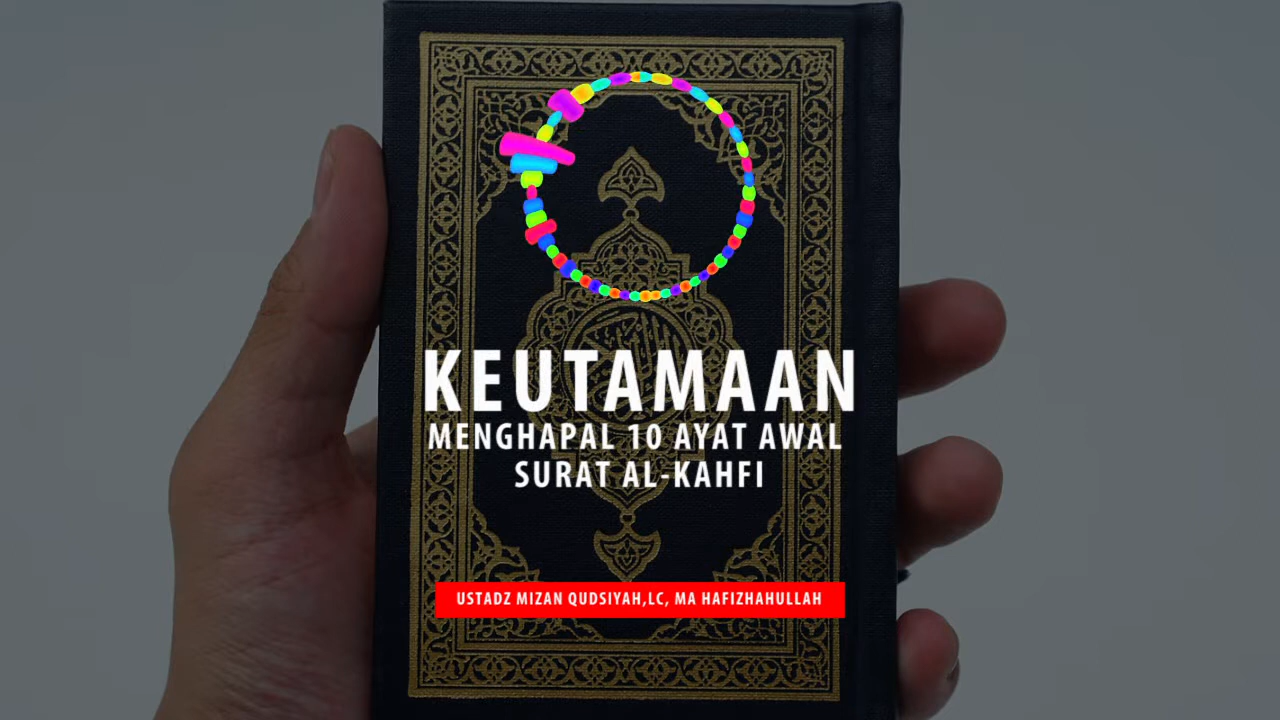 KEUTAMAAN
MENGHAPAL 10 AYAT AWAL
SURAT AL-KAHFI
USTADZ MIZAN QUDSIYAH,LC, MA HAFIZHAHULLAH